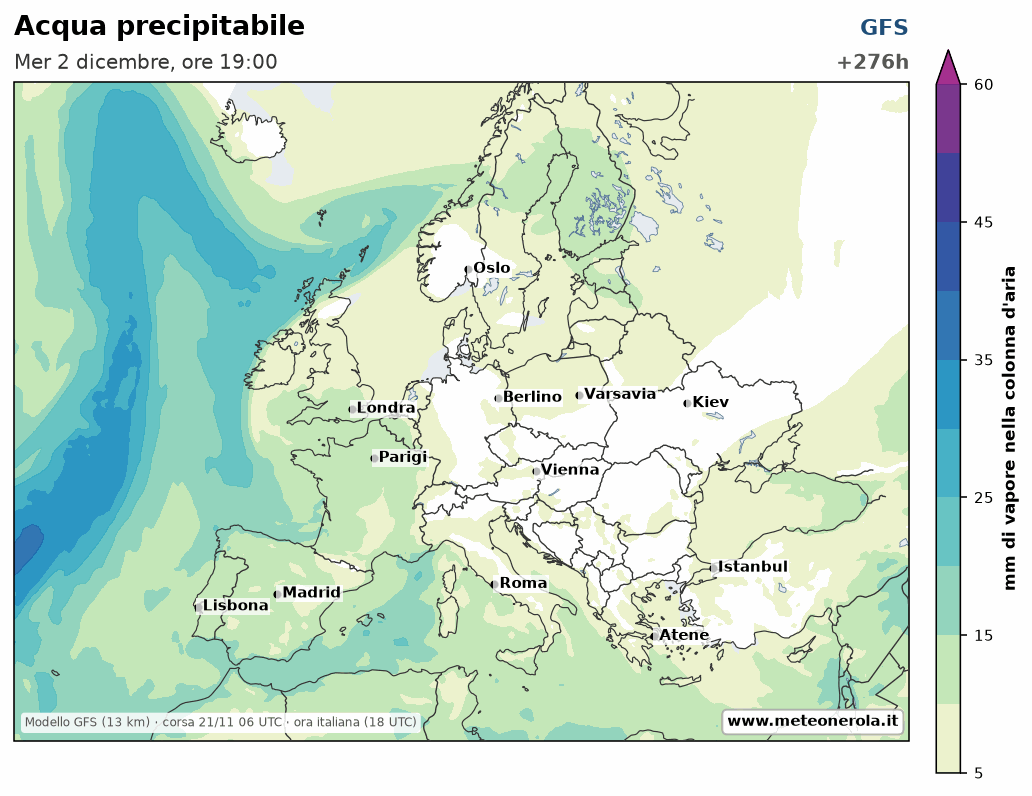 Acqua precipitabile
GFS
Mer 2 dicembre, ore 19:00
+276h
60
45
35
25
15
5
mm di vapore nella colonna d'aria
Oslo
Berlino
Varsavia
Kiev
Londra
Parigi
Vienna
Istanbul
Roma
Madrid
Lisbona
Atene
Modello GFS (13 km) · corsa 21/11 06 UTC · ora italiana (18 UTC)
www.meteonerola.it